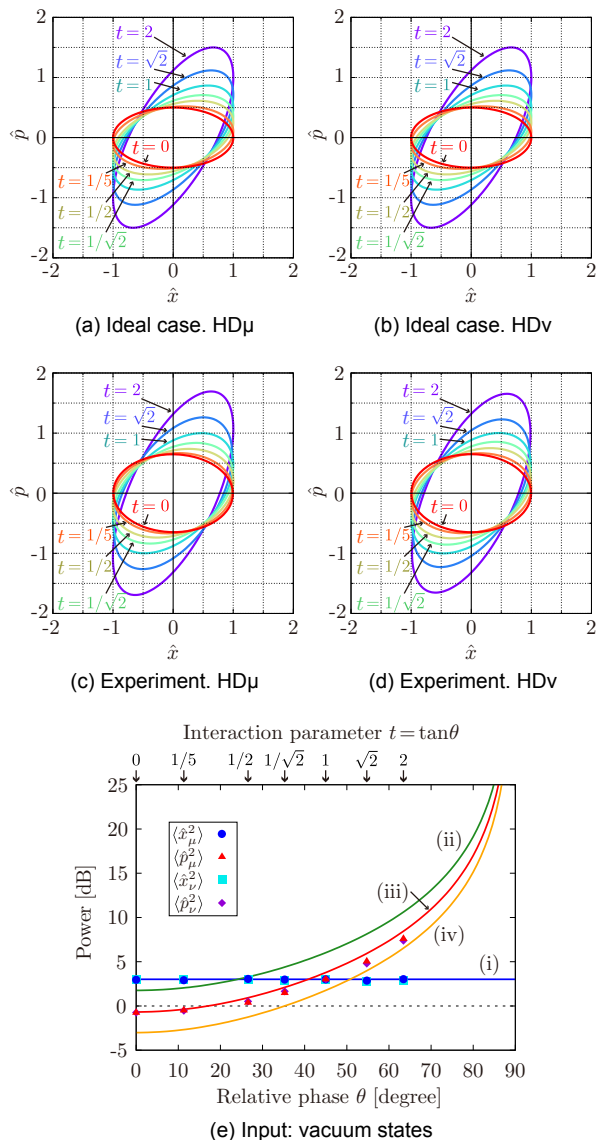 2
1
0
-1
-2
p̂
t = 2
t = √2
t = 1
t = 0
t = 1/5
t = 1/2
t = 1/√2
-2 -1 0 1 2
x̂
(a) Ideal case. HDμ
2
1
0
-1
-2
p̂
t = 2
t = √2
t = 1
t = 0
t = 1/5
t = 1/2
t = 1/√2
-2 -1 0 1 2
x̂
(b) Ideal case. HDν
2
1
0
-1
-2
p̂
t = 2
t = √2
t = 1
t = 0
t = 1/5
t = 1/2
t = 1/√2
-2 -1 0 1 2
x̂
(c) Experiment. HDμ
2
1
0
-1
-2
p̂
t = 2
t = √2
t = 1
t = 0
t = 1/5
t = 1/2
t = 1/√2
-2 -1 0 1 2
x̂
(d) Experiment. HDν
Interaction parameter t = tanθ
0 1/5 1/2 1/√2 1 √2 2
25
20
15
10
5
0
-5
Power [dB]
⟨x̂²μ⟩
⟨p̂²μ⟩
⟨x̂²ν⟩
⟨p̂²ν⟩
(ii)
(iii)
(iv)
(i)
0 10 20 30 40 50 60 70 80 90
Relative phase θ [degree]
(e) Input: vacuum states